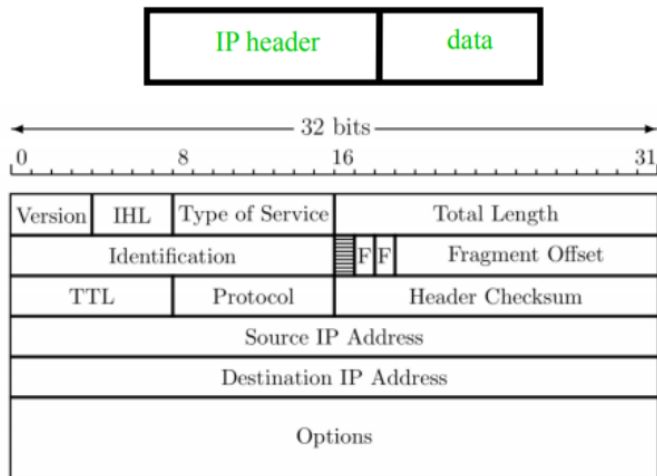 IP header data
32 bits
0 8 16 31
Version IHL Type of Service Total Length
Identification F F Fragment Offset
TTL Protocol Header Checksum
Source IP Address
Destination IP Address
Options